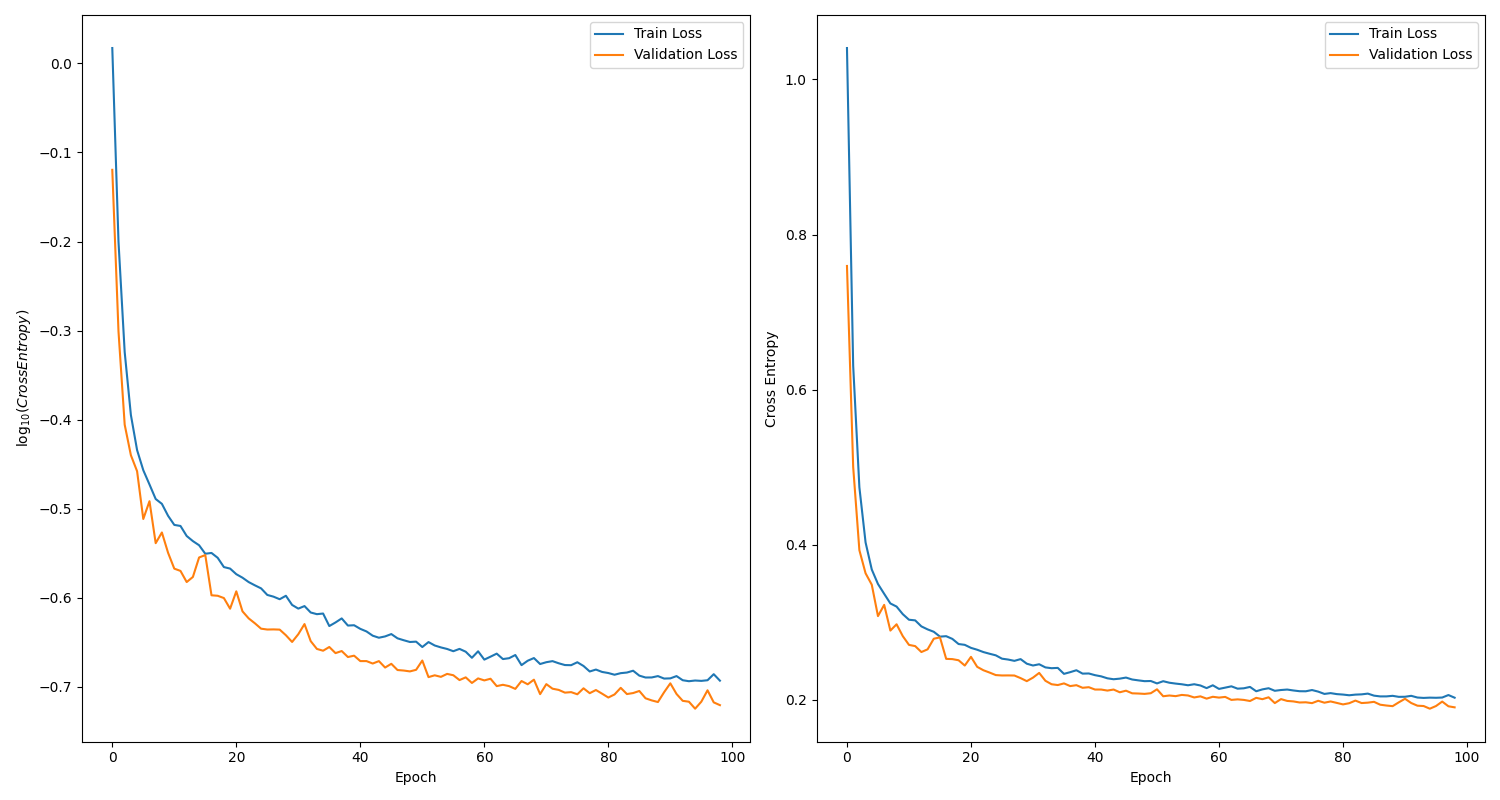 Train Loss
Validation Loss
0.0
−0.1
−0.2
−0.3
−0.4
−0.5
−0.6
−0.7
log₁₀(CrossEntropy)
0 20 40 60 80 100
Epoch
Train Loss
Validation Loss
1.0
0.8
0.6
0.4
0.2
Cross Entropy
0 20 40 60 80 100
Epoch